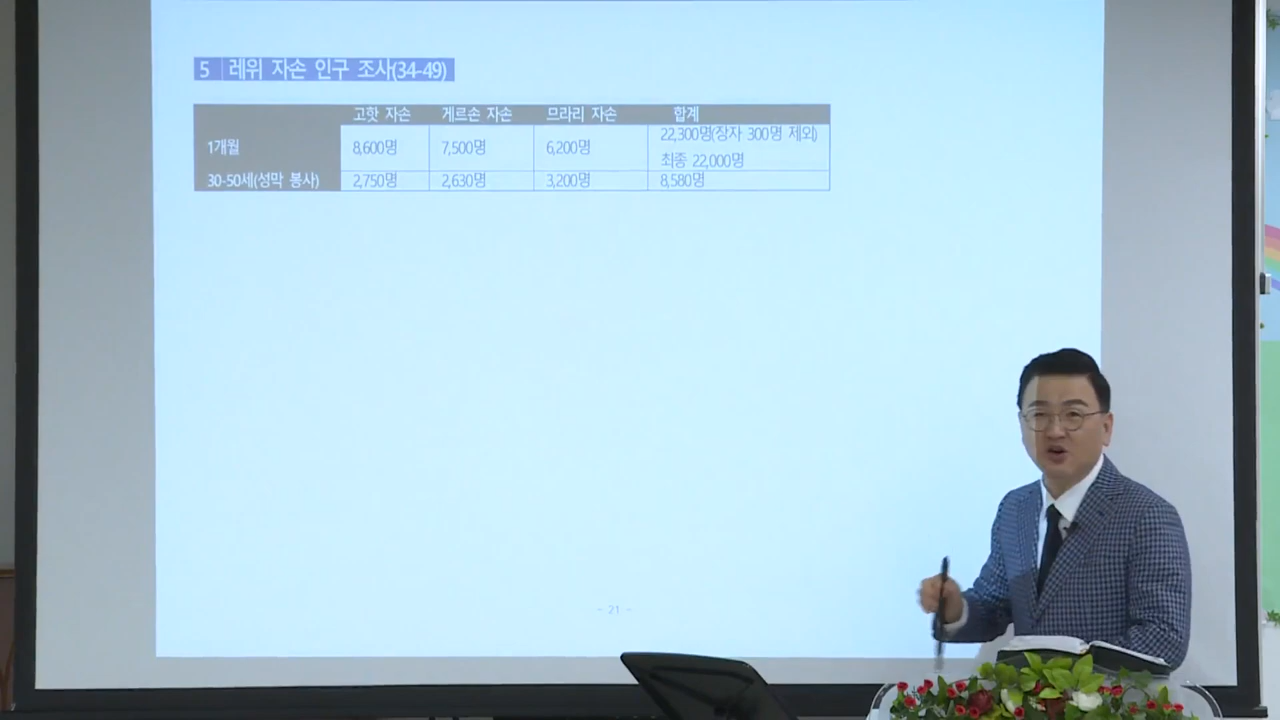 5 레위 자손 인구 조사(34-49)
고핫 자손 게르손 자손 므라리 자손 합계
1개월 8,600명 7,500명 6,200명 22,300명(장자 300명 제외)
최종 22,000명
30-50세(성막 봉사) 2,750명 2,630명 3,200명 8,580명
- 21 -